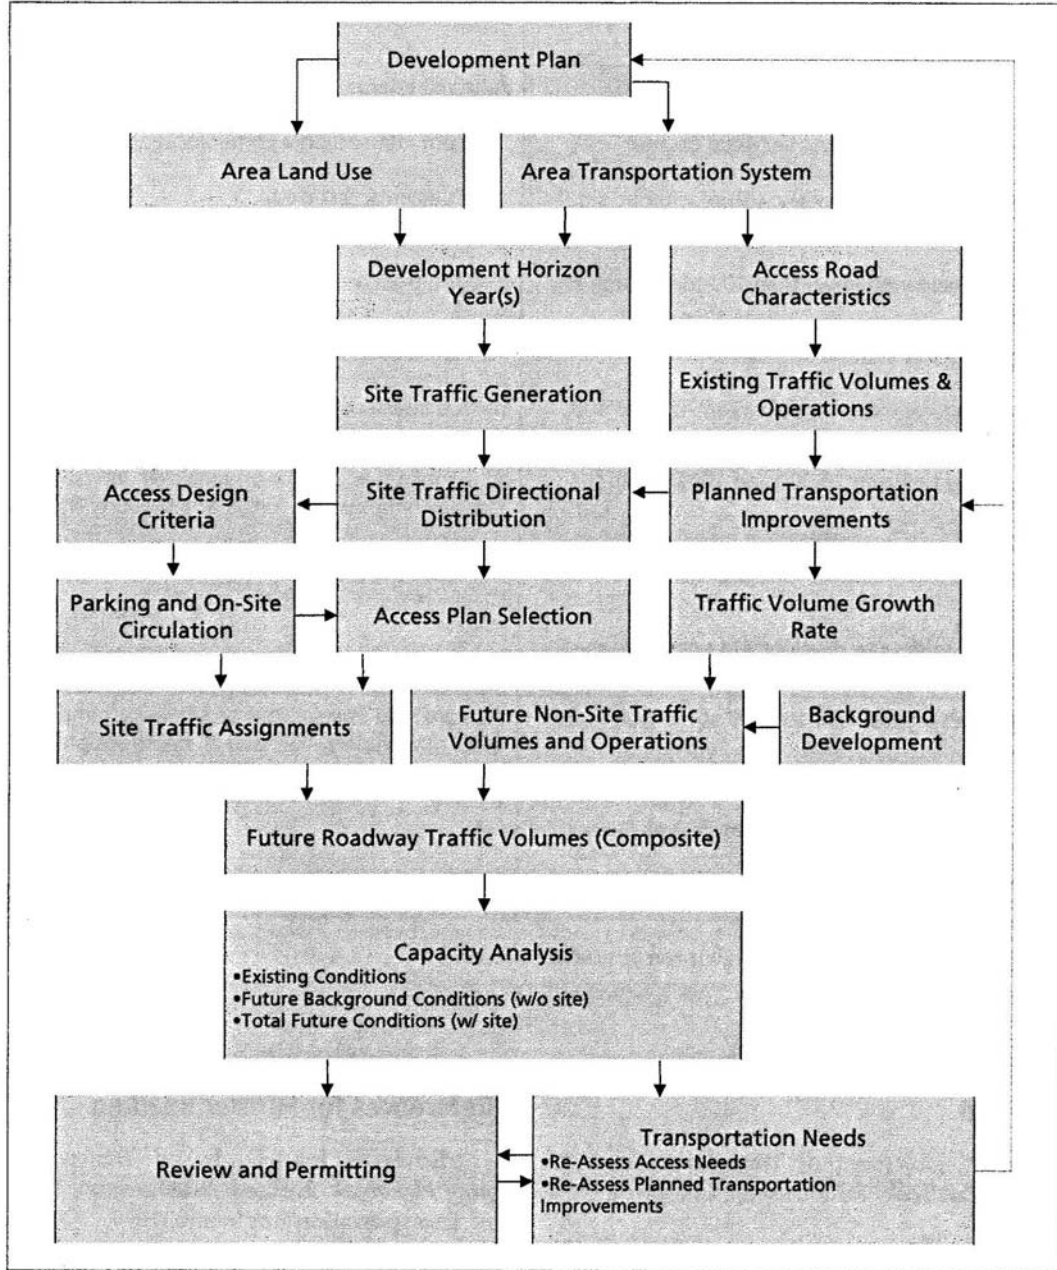 Development Plan
Area Land Use
Area Transportation System
Development Horizon
Year(s)
Access Road
Characteristics
Site Traffic Generation
Existing Traffic Volumes &
Operations
Access Design
Criteria
Site Traffic Directional
Distribution
Planned Transportation
Improvements
Parking and On-Site
Circulation
Access Plan Selection
Traffic Volume Growth
Rate
Site Traffic Assignments
Future Non-Site Traffic
Volumes and Operations
Background
Development
Future Roadway Traffic Volumes (Composite)
Capacity Analysis
•Existing Conditions
•Future Background Conditions (w/o site)
•Total Future Conditions (w/ site)
Review and Permitting
Transportation Needs
•Re-Assess Access Needs
•Re-Assess Planned Transportation
Improvements